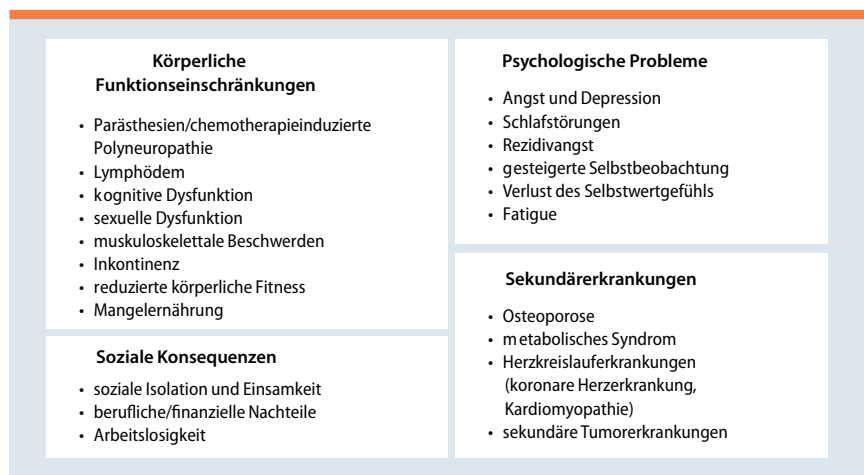 Körperliche
Funktionseinschränkungen
• Parästhesien/chemotherapieinduzierte
Polyneuropathie
• Lymphödem
• kognitive Dysfunktion
• sexuelle Dysfunktion
• muskuloskelettale Beschwerden
• Inkontinenz
• reduzierte körperliche Fitness
• Mangelernährung
Soziale Konsequenzen
• soziale Isolation und Einsamkeit
• berufliche/finanzielle Nachteile
• Arbeitslosigkeit
Psychologische Probleme
• Angst und Depression
• Schlafstörungen
• Rezidivangst
• gesteigerte Selbstbeobachtung
• Verlust des Selbstwertgefühls
• Fatigue
Sekundärerkrankungen
• Osteoporose
• metabolisches Syndrom
• Herzkreislauferkrankungen
(koronare Herzerkrankung,
Kardiomyopathie)
• sekundäre Tumorerkrankungen